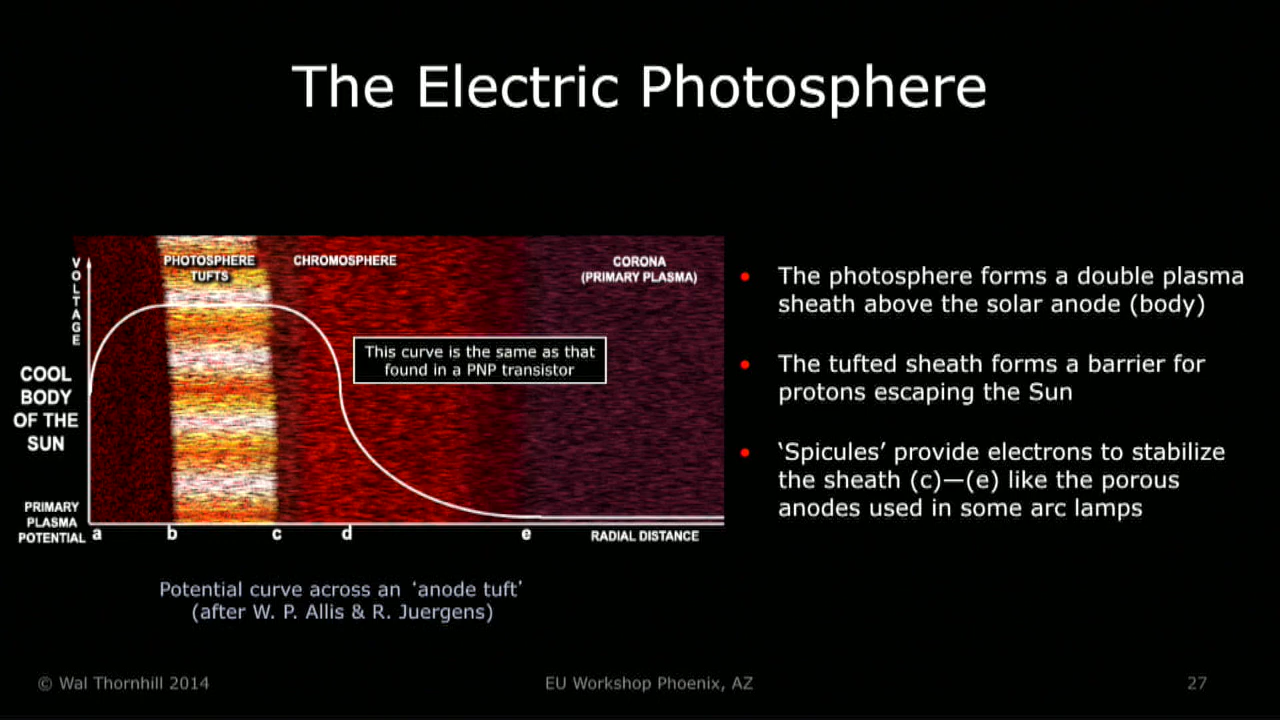 The Electric Photosphere
VOLTAGE
PHOTOSPHERE
TUFTS
CHROMOSPHERE
CORONA
(PRIMARY PLASMA)
This curve is the same as that
found in a PNP transistor
COOL
BODY
OF THE
SUN
PRIMARY
PLASMA
POTENTIAL
a b c d e
RADIAL DISTANCE
Potential curve across an ‘anode tuft’
(after W. P. Allis & R. Juergens)
• The photosphere forms a double plasma
sheath above the solar anode (body)
• The tufted sheath forms a barrier for
protons escaping the Sun
• ‘Spicules’ provide electrons to stabilize
the sheath (c)—(e) like the porous
anodes used in some arc lamps
© Wal Thornhill 2014
EU Workshop Phoenix, AZ
27